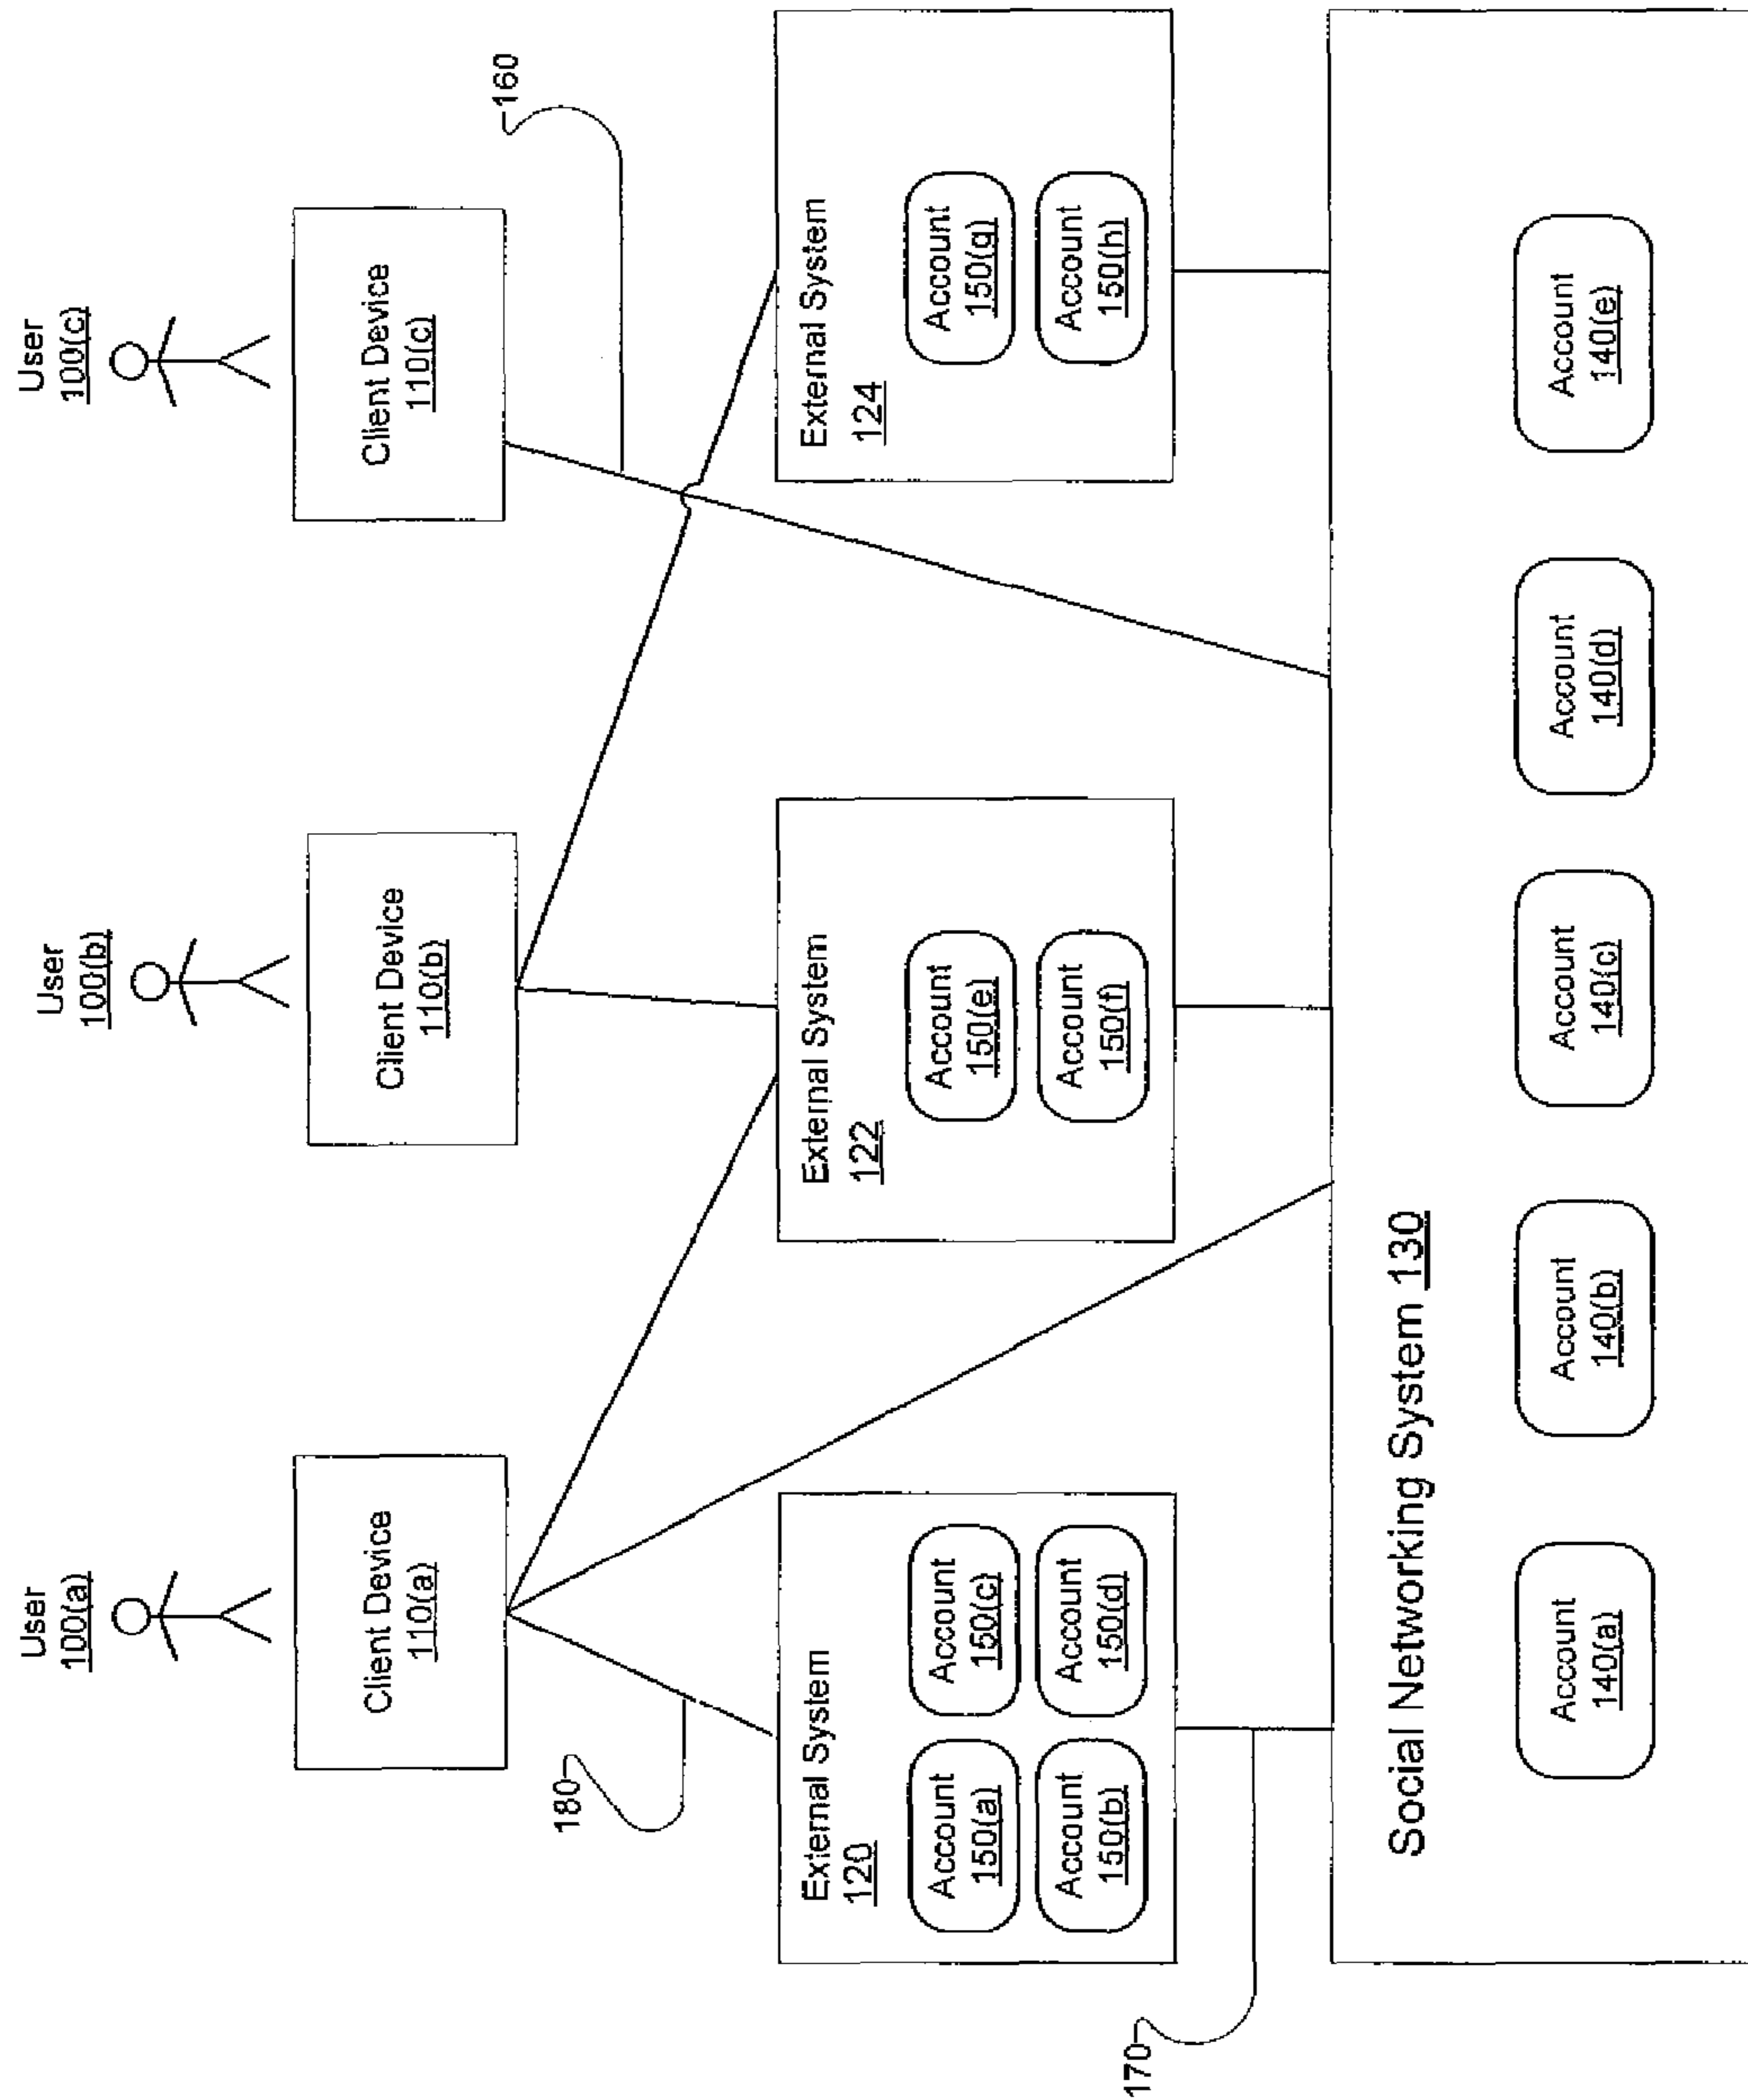 User
100(a)
User
100(b)
User
100(c)
Client Device
110(a)
Client Device
110(b)
Client Device
110(c)
160
180
External System
120
Account
150(a)
Account
150(c)
Account
150(b)
Account
150(d)
External System
122
Account
150(e)
Account
150(f)
External System
124
Account
150(g)
Account
150(h)
170
Social Networking System 130
Account
140(a)
Account
140(b)
Account
140(c)
Account
140(d)
Account
140(e)